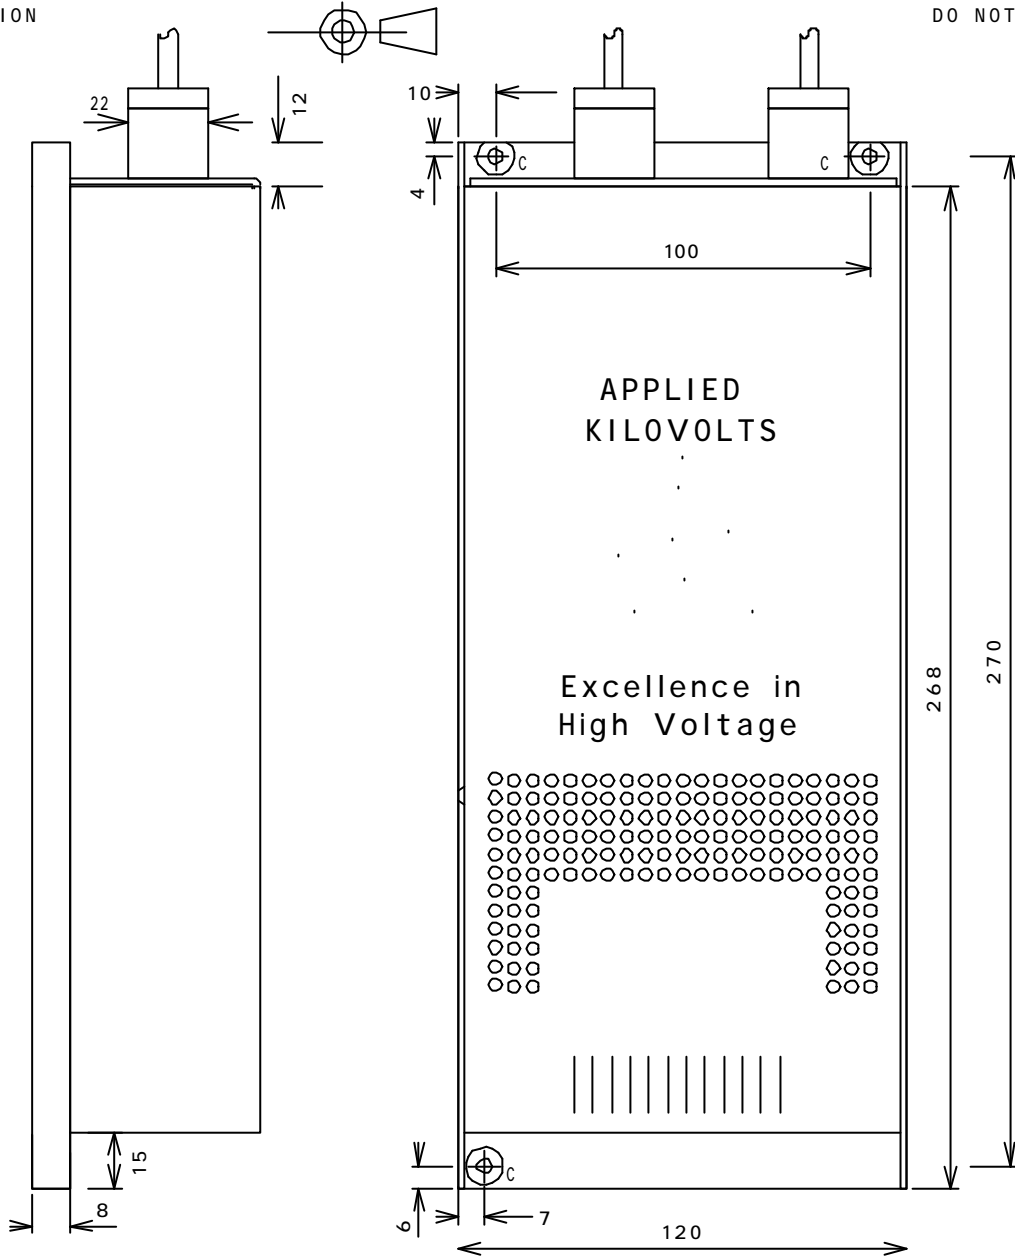 ION
DO NOT
22
12
10
C
C
4
100
APPLIED
KILOVOLTS
270
268
Excellence in
High Voltage
15
C
8
6
7
120